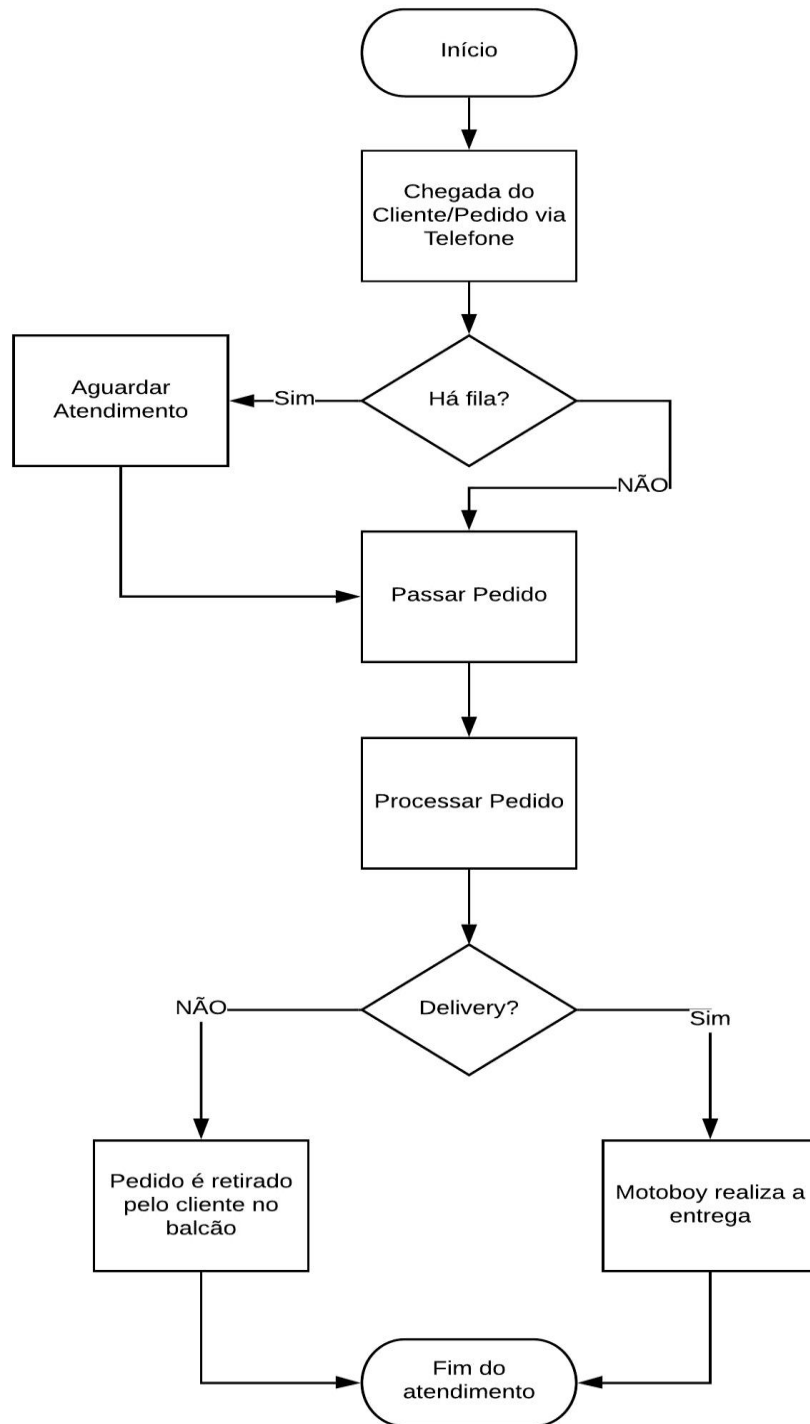 Início
Chegada do
Cliente/Pedido via
Telefone
Há fila?
Sim
Aguardar
Atendimento
NÃO
Passar Pedido
Processar Pedido
Delivery?
NÃO
Sim
Pedido é retirado
pelo cliente no
balcão
Motoboy realiza a
entrega
Fim do
atendimento